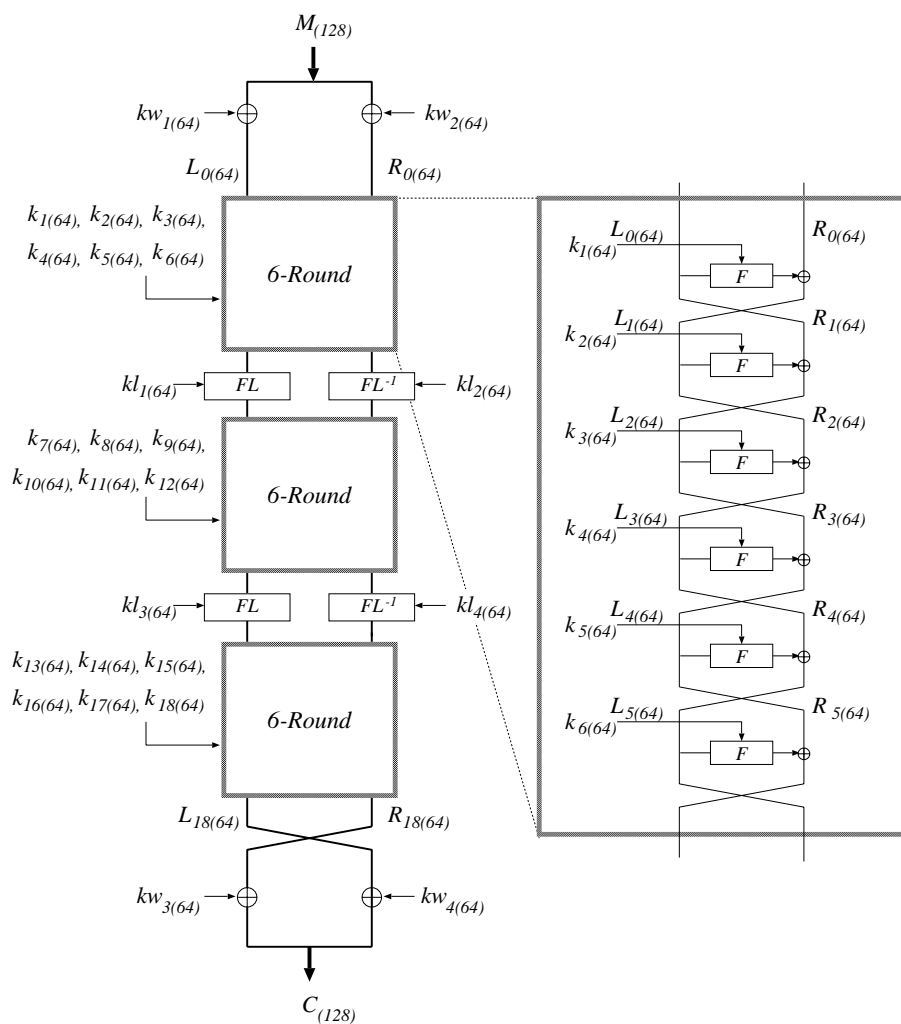 M(128)
kw1(64)
kw2(64)
L0(64)
R0(64)
k1(64), k2(64), k3(64),
k4(64), k5(64), k6(64)
6-Round
kl1(64)
FL
FL-1
kl2(64)
k7(64), k8(64), k9(64),
k10(64), k11(64), k12(64)
6-Round
kl3(64)
FL
FL-1
kl4(64)
k13(64), k14(64), k15(64),
k16(64), k17(64), k18(64)
6-Round
L18(64)
R18(64)
kw3(64)
kw4(64)
C(128)
L0(64)
R0(64)
k1(64)
F
L1(64)
R1(64)
k2(64)
F
L2(64)
R2(64)
k3(64)
F
L3(64)
R3(64)
k4(64)
F
L4(64)
R4(64)
k5(64)
F
L5(64)
R5(64)
k6(64)
F